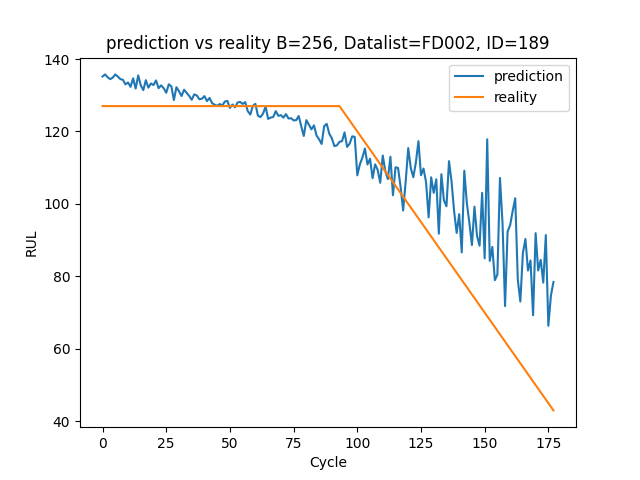 prediction vs reality B=256, Datalist=FD002, ID=189
prediction
reality
140
120
100
80
60
40
RUL
0 25 50 75 100 125 150 175
Cycle